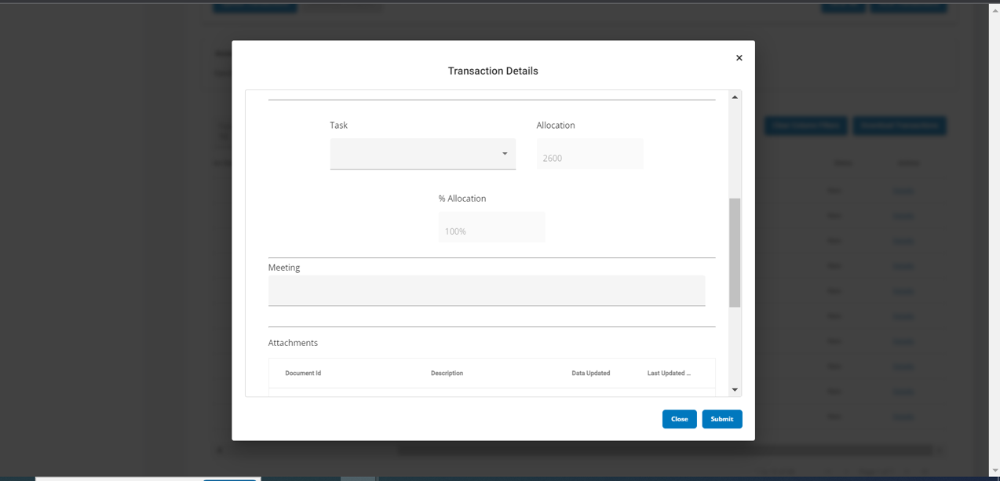 ×
Transaction Details
Task Allocation
2600
% Allocation
100%
Meeting
Attachments
Document Id Description Data Updated Last Updated ...
Close Submit